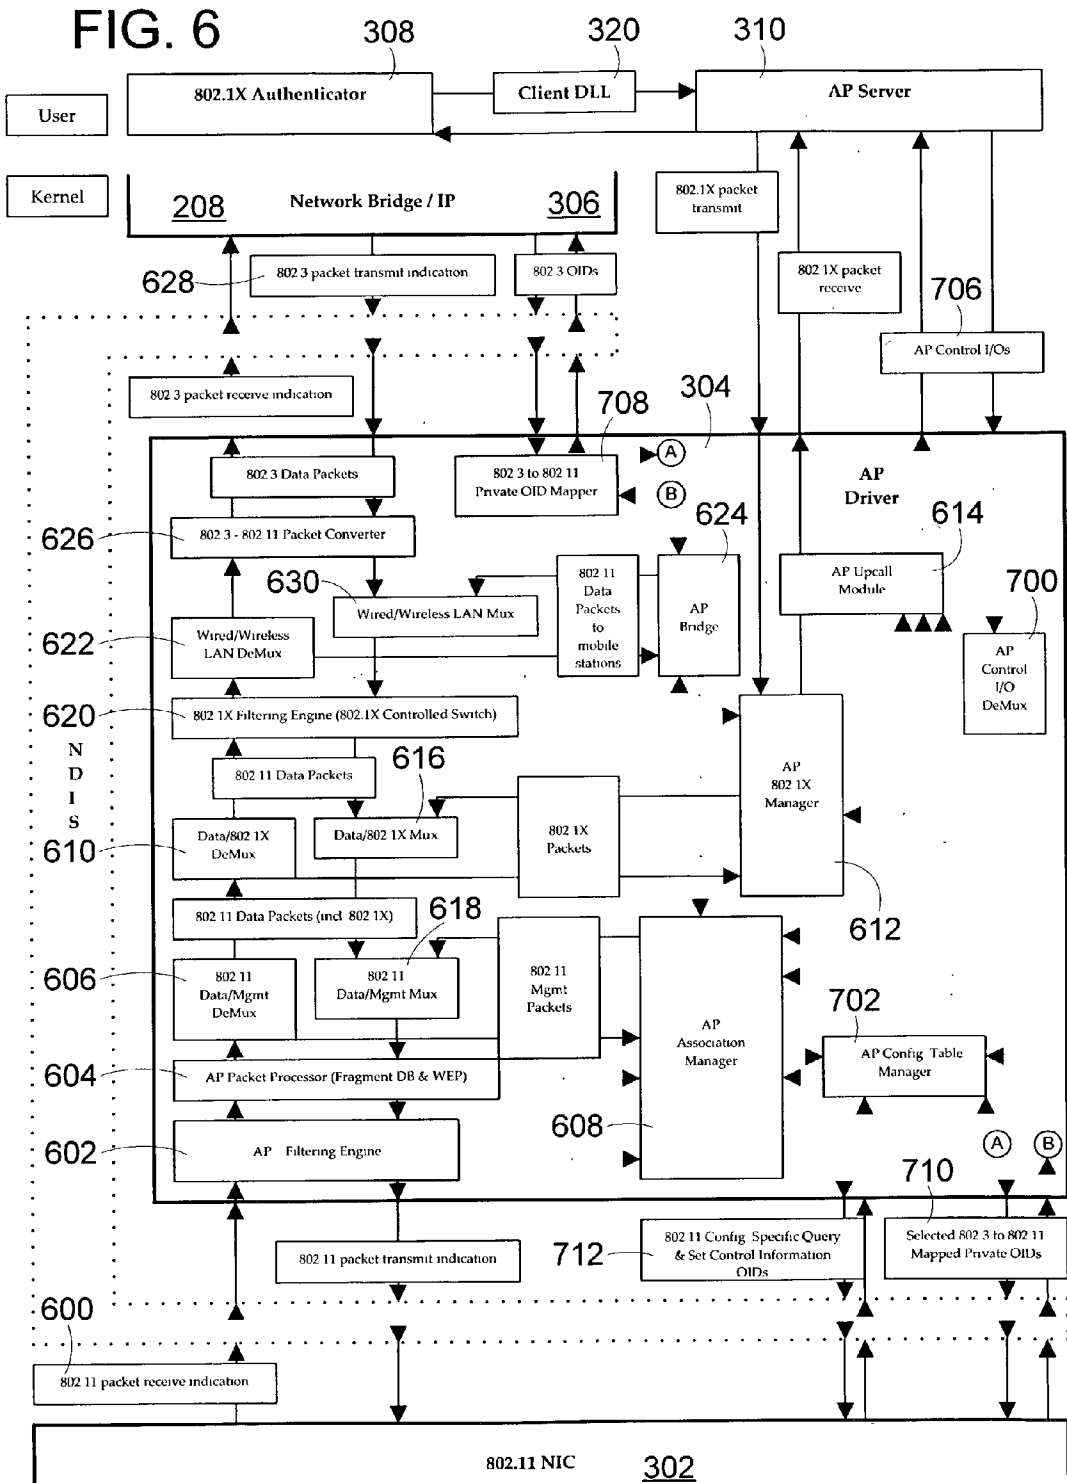 FIG. 6
308
320
310
User
802.1X Authenticator
Client DLL
AP Server
Kernel
208
Network Bridge / IP
306
802.1X packet
transmit
628
802 3 packet transmit indication
802 3 OIDs
802 1X packet
receive
706
AP Control I/Os
802 3 packet receive indication
708
304
802 3 Data Packets
802 3 to 802 11
Private OID Mapper
A
B
AP
Driver
626
802 3 - 802 11 Packet Converter
624
614
630
Wired/Wireless LAN Mux
802 11
Data
Packets
to
mobile
stations
AP
Bridge
AP Upcall
Module
700
622
Wired/Wireless
LAN DeMux
AP
Control
I/O
DeMux
620
802 1X Filtering Engine (802.1X Controlled Switch)
N
D
I
S
616
802 11 Data Packets
AP
802 1X
Manager
610
Data/802 1X
DeMux
Data/802 1X Mux
802 1X
Packets
802 11 Data Packets (incl 802 1X)
618
612
606
802 11
Data/Mgmt
DeMux
802 11
Data/Mgmt Mux
802 11
Mgmt
Packets
AP
Association
Manager
702
AP Config Table
Manager
604
AP Packet Processor (Fragment DB & WEP)
608
602
AP Filtering Engine
A
B
710
802 11 packet transmit indication
712
802 11 Config Specific Query
& Set Control Information
OIDs
Selected 802 3 to 802 11
Mapped Private OIDs
600
802 11 packet receive indication
802.11 NIC
302